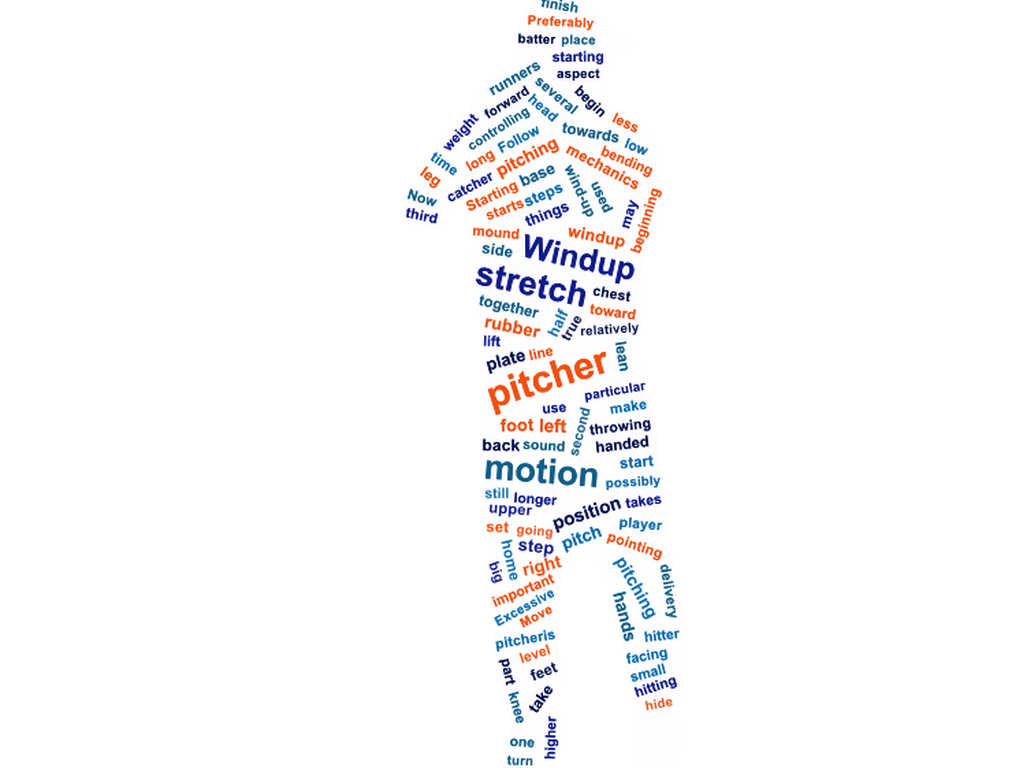 finish
Preferably
batter place
starting
aspect
runners
several
begin
forward
head
less
weight
controlling
Follow
towards
low
time
long
pitching
mechanics
bending
leg
catcher
Starting
base
wind-up
used
Now
steps
third
starts
things
may
beginning
mound
windup
side
Windup
stretch
chest
together
toward
rubber
half
true
relatively
lift
plate
line
lean
pitcher
particular
use
make
foot left
second
throwing
back
sound
handed
motion
start
still
longer
possibly
upper
position
takes
set
going
player
home
step
pitch
pointing
big
right
pitching
delivery
important
Excessive
Move
hands
pitcheris
hitter
level
facing
part
feet
small
knee
take
hitting
hide
higher
one
turn